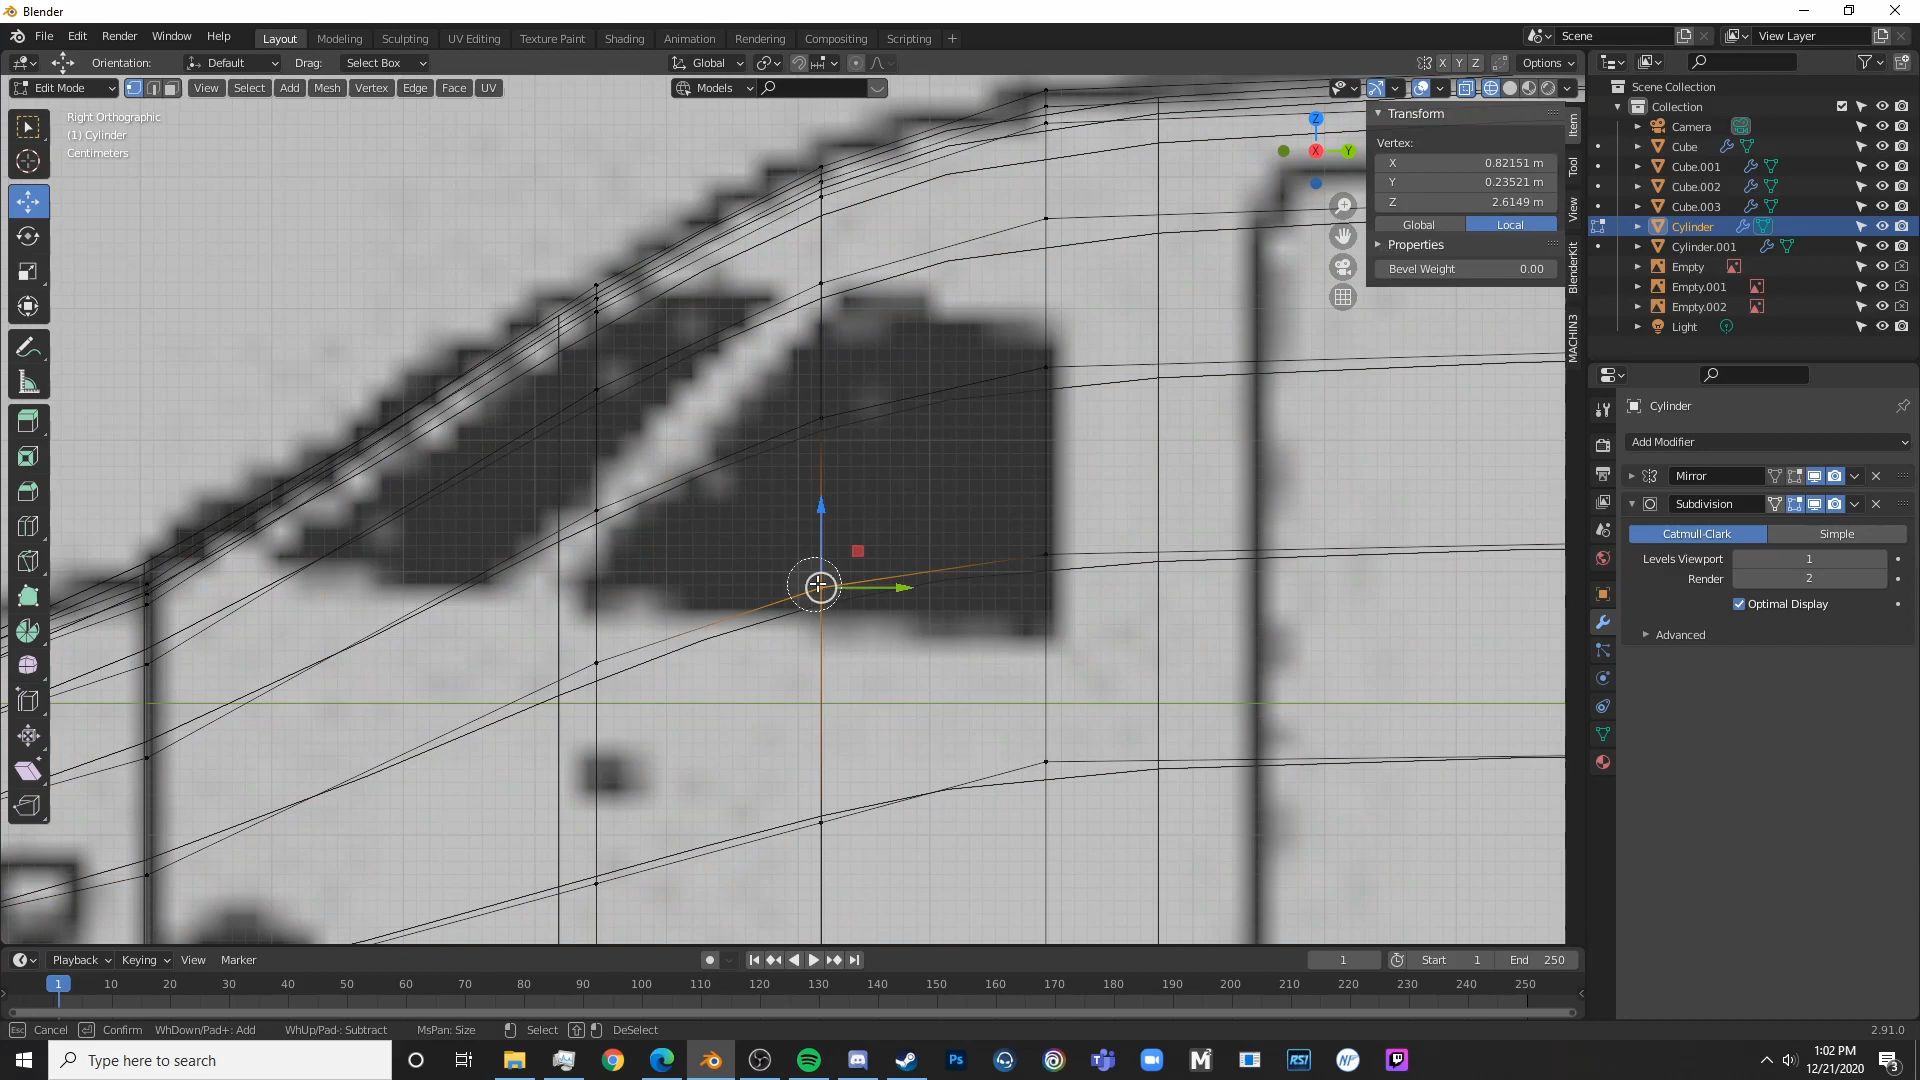 Blender
File Edit Render Window Help
Layout Modeling Sculpting UV Editing Texture Paint Shading Animation Rendering Compositing Scripting +
Scene
View Layer
Orientation: Default Drag: Select Box
Global
X Y Z
Options
Edit Mode View Select Add Mesh Vertex Edge Face UV
Models
Right Orthographic
(1) Cylinder
Centimeters
Z
X
Y
Transform
Vertex:
X 0.82151 m
Y 0.23521 m
Z 2.6149 m
Global Local
Properties
Bevel Weight 0.00
Item
Tool
View
BlenderKit
MACHIN3
Scene Collection
Collection
Camera
Cube
Cube.001
Cube.002
Cube.003
Cylinder
Cylinder.001
Empty
Empty.001
Empty.002
Light
Cylinder
Add Modifier
Mirror
Subdivision
Catmull-Clark Simple
Levels Viewport 1
Render 2
Optimal Display
Advanced
Playback Keying View Marker
1 Start 1 End 250
1 10 20 30 40 50 60 70 80 90 100 110 120 130 140 150 160 170 180 190 200 210 220 230 240 250
Esc Cancel Confirm WhDown/Pad+: Add WhUp/Pad-: Subtract MsPan: Size Select DeSelect
2.91.0
Type here to search
Ps
M
RSI
NP
1:02 PM
12/21/2020
3